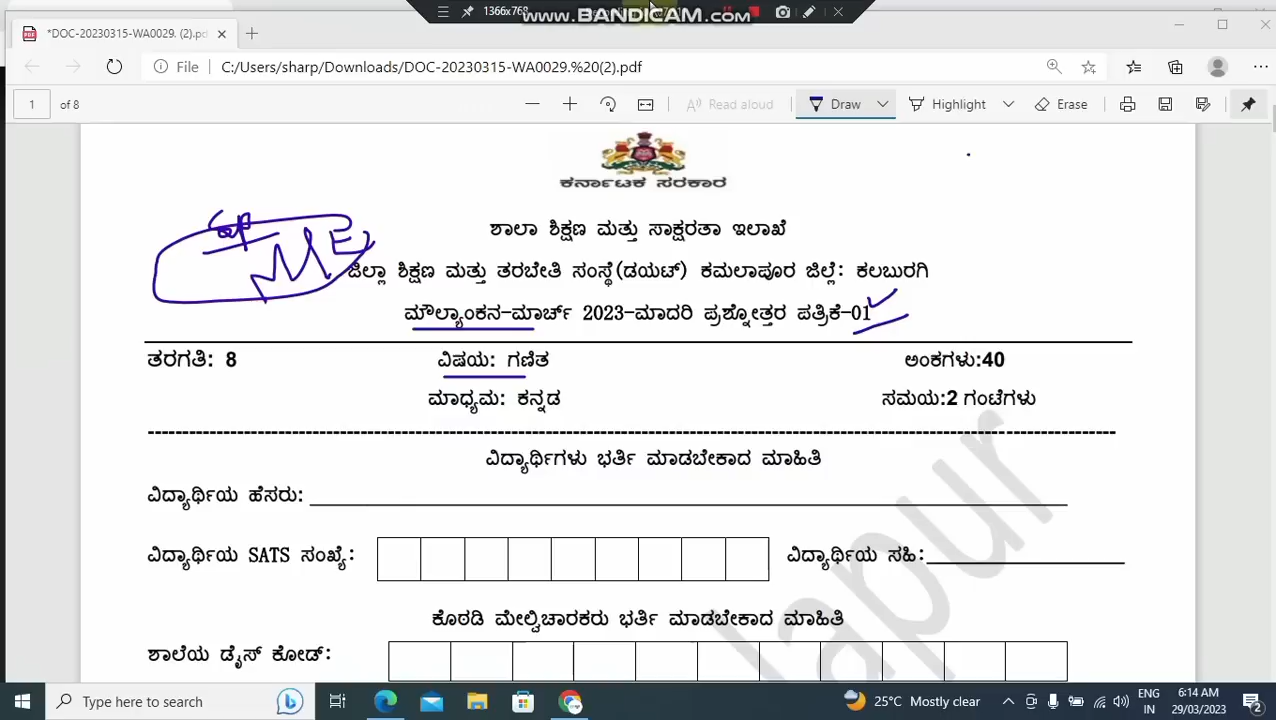 1366x768
www.BANDICAM.com
*DOC-20230315-WA0029. (2).pd
File C:/Users/sharp/Downloads/DOC-20230315-WA0029.%20(2).pdf
1 of 8 Read aloud Draw Highlight Erase
ಕರ್ನಾಟಕ ಸರಕಾರ
ಶಾಲಾ ಶಿಕ್ಷಣ ಮತ್ತು ಸಾಕ್ಷರತಾ ಇಲಾಖೆ
ಜಿಲ್ಲಾ ಶಿಕ್ಷಣ ಮತ್ತು ತರಬೇತಿ ಸಂಸ್ಥೆ(ಡಯಟ್) ಕಮಲಾಪೂರ ಜಿಲ್ಲೆ: ಕಲಬುರಗಿ
ಮೌಲ್ಯಾಂಕನ-ಮಾರ್ಚ್ 2023-ಮಾದರಿ ಪ್ರಶ್ನೋತ್ತರ ಪತ್ರಿಕೆ-01
ತರಗತಿ: 8 ವಿಷಯ: ಗಣಿತ ಅಂಕಗಳು:40
ಮಾಧ್ಯಮ: ಕನ್ನಡ ಸಮಯ:2 ಗಂಟೆಗಳು
ವಿದ್ಯಾರ್ಥಿಗಳು ಭರ್ತಿ ಮಾಡಬೇಕಾದ ಮಾಹಿತಿ
ವಿದ್ಯಾರ್ಥಿಯ ಹೆಸರು:
ವಿದ್ಯಾರ್ಥಿಯ SATS ಸಂಖ್ಯೆ: ವಿದ್ಯಾರ್ಥಿಯ ಸಹಿ:
ಕೊಠಡಿ ಮೇಲ್ವಿಚಾರಕರು ಭರ್ತಿ ಮಾಡಬೇಕಾದ ಮಾಹಿತಿ
ಶಾಲೆಯ ಡೈಸ್ ಕೋಡ್:
Type here to search 25°C Mostly clear ENG IN 6:14 AM 29/03/2023 2